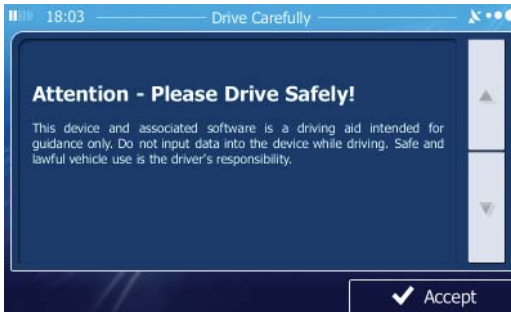 18:03 Drive Carefully
Attention - Please Drive Safely!
This device and associated software is a driving aid intended for
guidance only. Do not input data into the device while driving. Safe and
lawful vehicle use is the driver's responsibility.
Accept